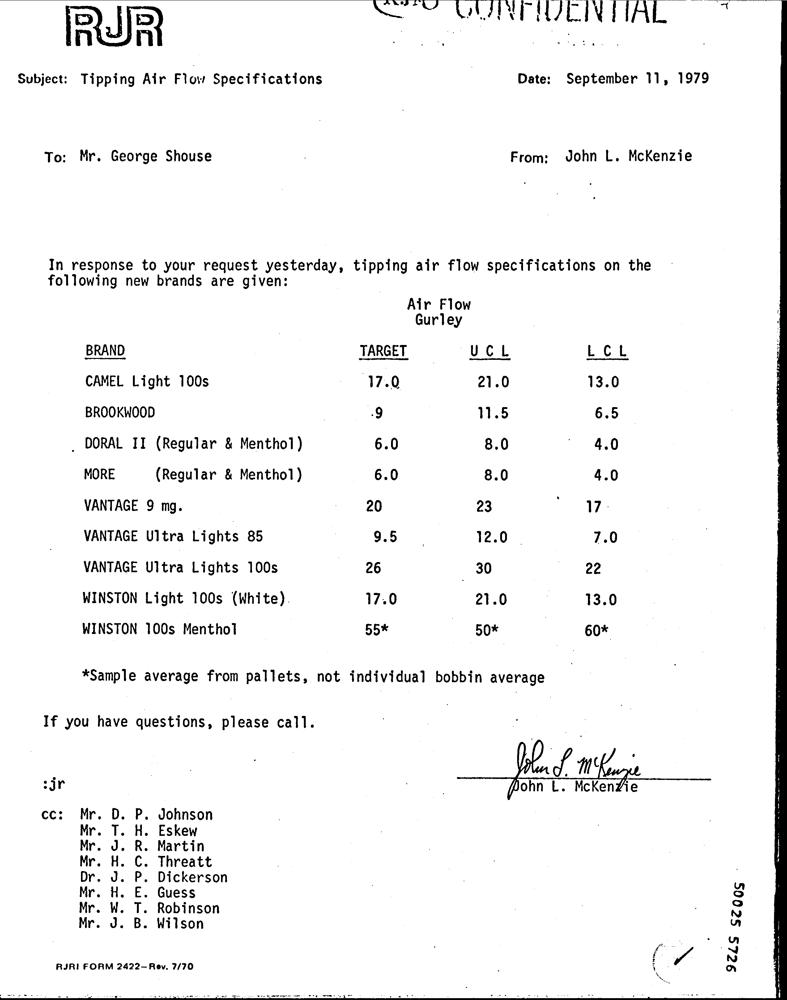 RJR
CONFIDENTIAL
Subject: Tipping Air Flow Specifications Date: September 11, 1979
To: Mr. George Shouse From: John L. McKenzie
In response to your request yesterday, tipping air flow specifications on the
following new brands are given:
Air Flow
Gurley
BRAND TARGET U C L L C L
CAMEL Light 100s 17.0 21.0 13.0
BROOKWOOD .9 11.5 6.5
DORAL II (Regular & Menthol) 6.0 8.0 4.0
MORE (Regular & Menthol) 6.0 8.0 4.0
VANTAGE 9 mg. 20 23 17
VANTAGE Ultra Lights 85 9.5 12.0 7.0
VANTAGE Ultra Lights 100s 26 30 22
WINSTON Light 100s (White) 17.0 21.0 13.0
WINSTON 100s Menthol 55* 50* 60*
*Sample average from pallets, not individual bobbin average
If you have questions, please call.
John L. McKenzie
:jr John L. McKenzie
cc: Mr. D. P. Johnson
Mr. T. H. Eskew
Mr. J. R. Martin
Mr. H. C. Threatt
Dr. J. P. Dickerson
Mr. H. E. Guess
Mr. W. T. Robinson
Mr. J. B. Wilson
50025 5726
RJRI FORM 2422–Rev. 7/70